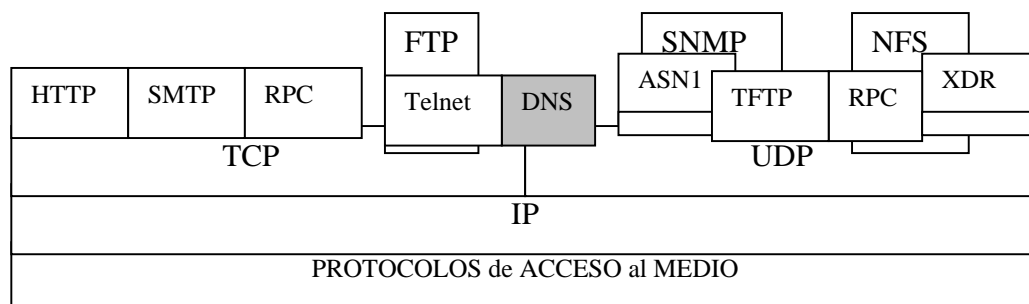 FTP SNMP NFS
HTTP SMTP RPC Telnet DNS ASN1 TFTP RPC XDR
TCP UDP
IP
PROTOCOLOS de ACCESO al MEDIO